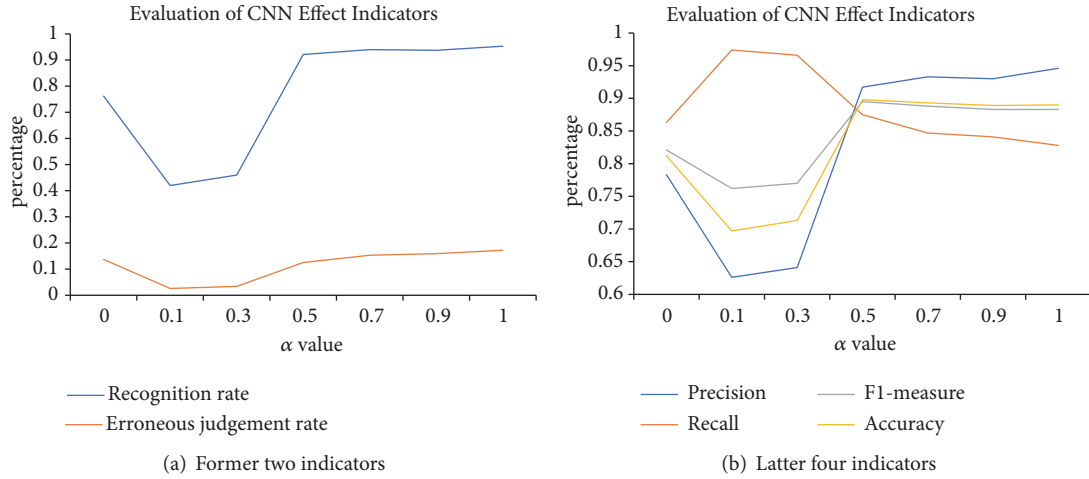 Evaluation of CNN Effect Indicators
percentage
1
0.9
0.8
0.7
0.6
0.5
0.4
0.3
0.2
0.1
0
0 0.1 0.3 0.5 0.7 0.9 1
α value
Recognition rate
Erroneous judgement rate
(a) Former two indicators
Evaluation of CNN Effect Indicators
percentage
1
0.95
0.9
0.85
0.8
0.75
0.7
0.65
0.6
0 0.1 0.3 0.5 0.7 0.9 1
α value
Precision F1-measure
Recall Accuracy
(b) Latter four indicators